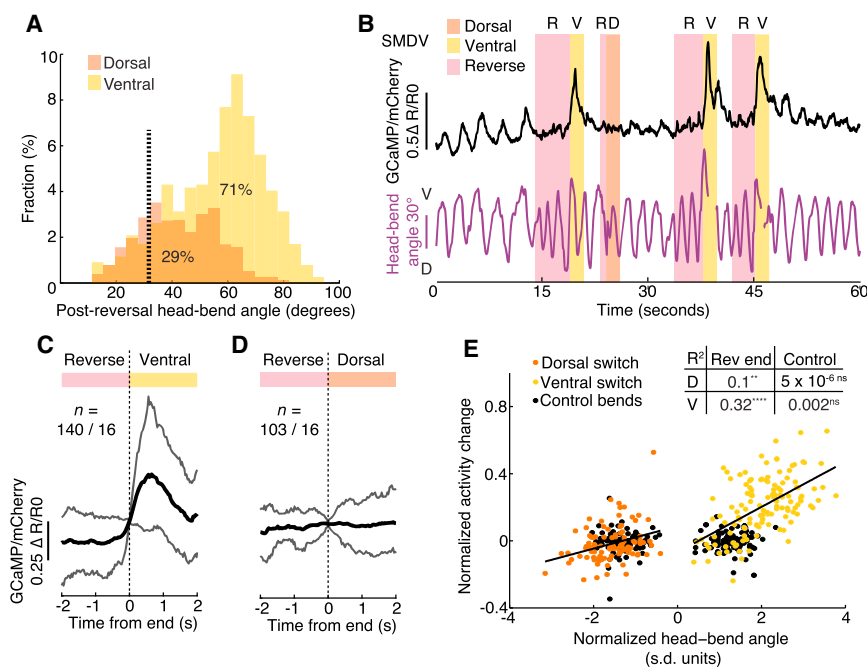 A
Dorsal
Ventral
10
8
6
4
2
0
Fraction (%)
71%
29%
20 40 60 80 100
Post-reversal head-bend angle (degrees)
B
Dorsal
Ventral
Reverse
SMDV
R V R D R V R V
GCaMP/mCherry
0.5Δ R/R0
Head-bend
angle 30°
V
D
0 15 30 45 60
Time (seconds)
C
Reverse Ventral
n =
140 / 16
GCaMP/mCherry
0.25 Δ R/R0
-2 -1 0 1 2
Time from end (s)
D
Reverse Dorsal
n =
103 / 16
-2 -1 0 1 2
Time from end (s)
E
Dorsal switch
Ventral switch
Control bends
R² Rev end Control
D 0.1** 5 x 10⁻⁶ ns
V 0.32**** 0.002ns
Normalized activity change
0.8
0.4
0
-0.4
-4 -2 0 2 4
Normalized head–bend angle
(s.d. units)